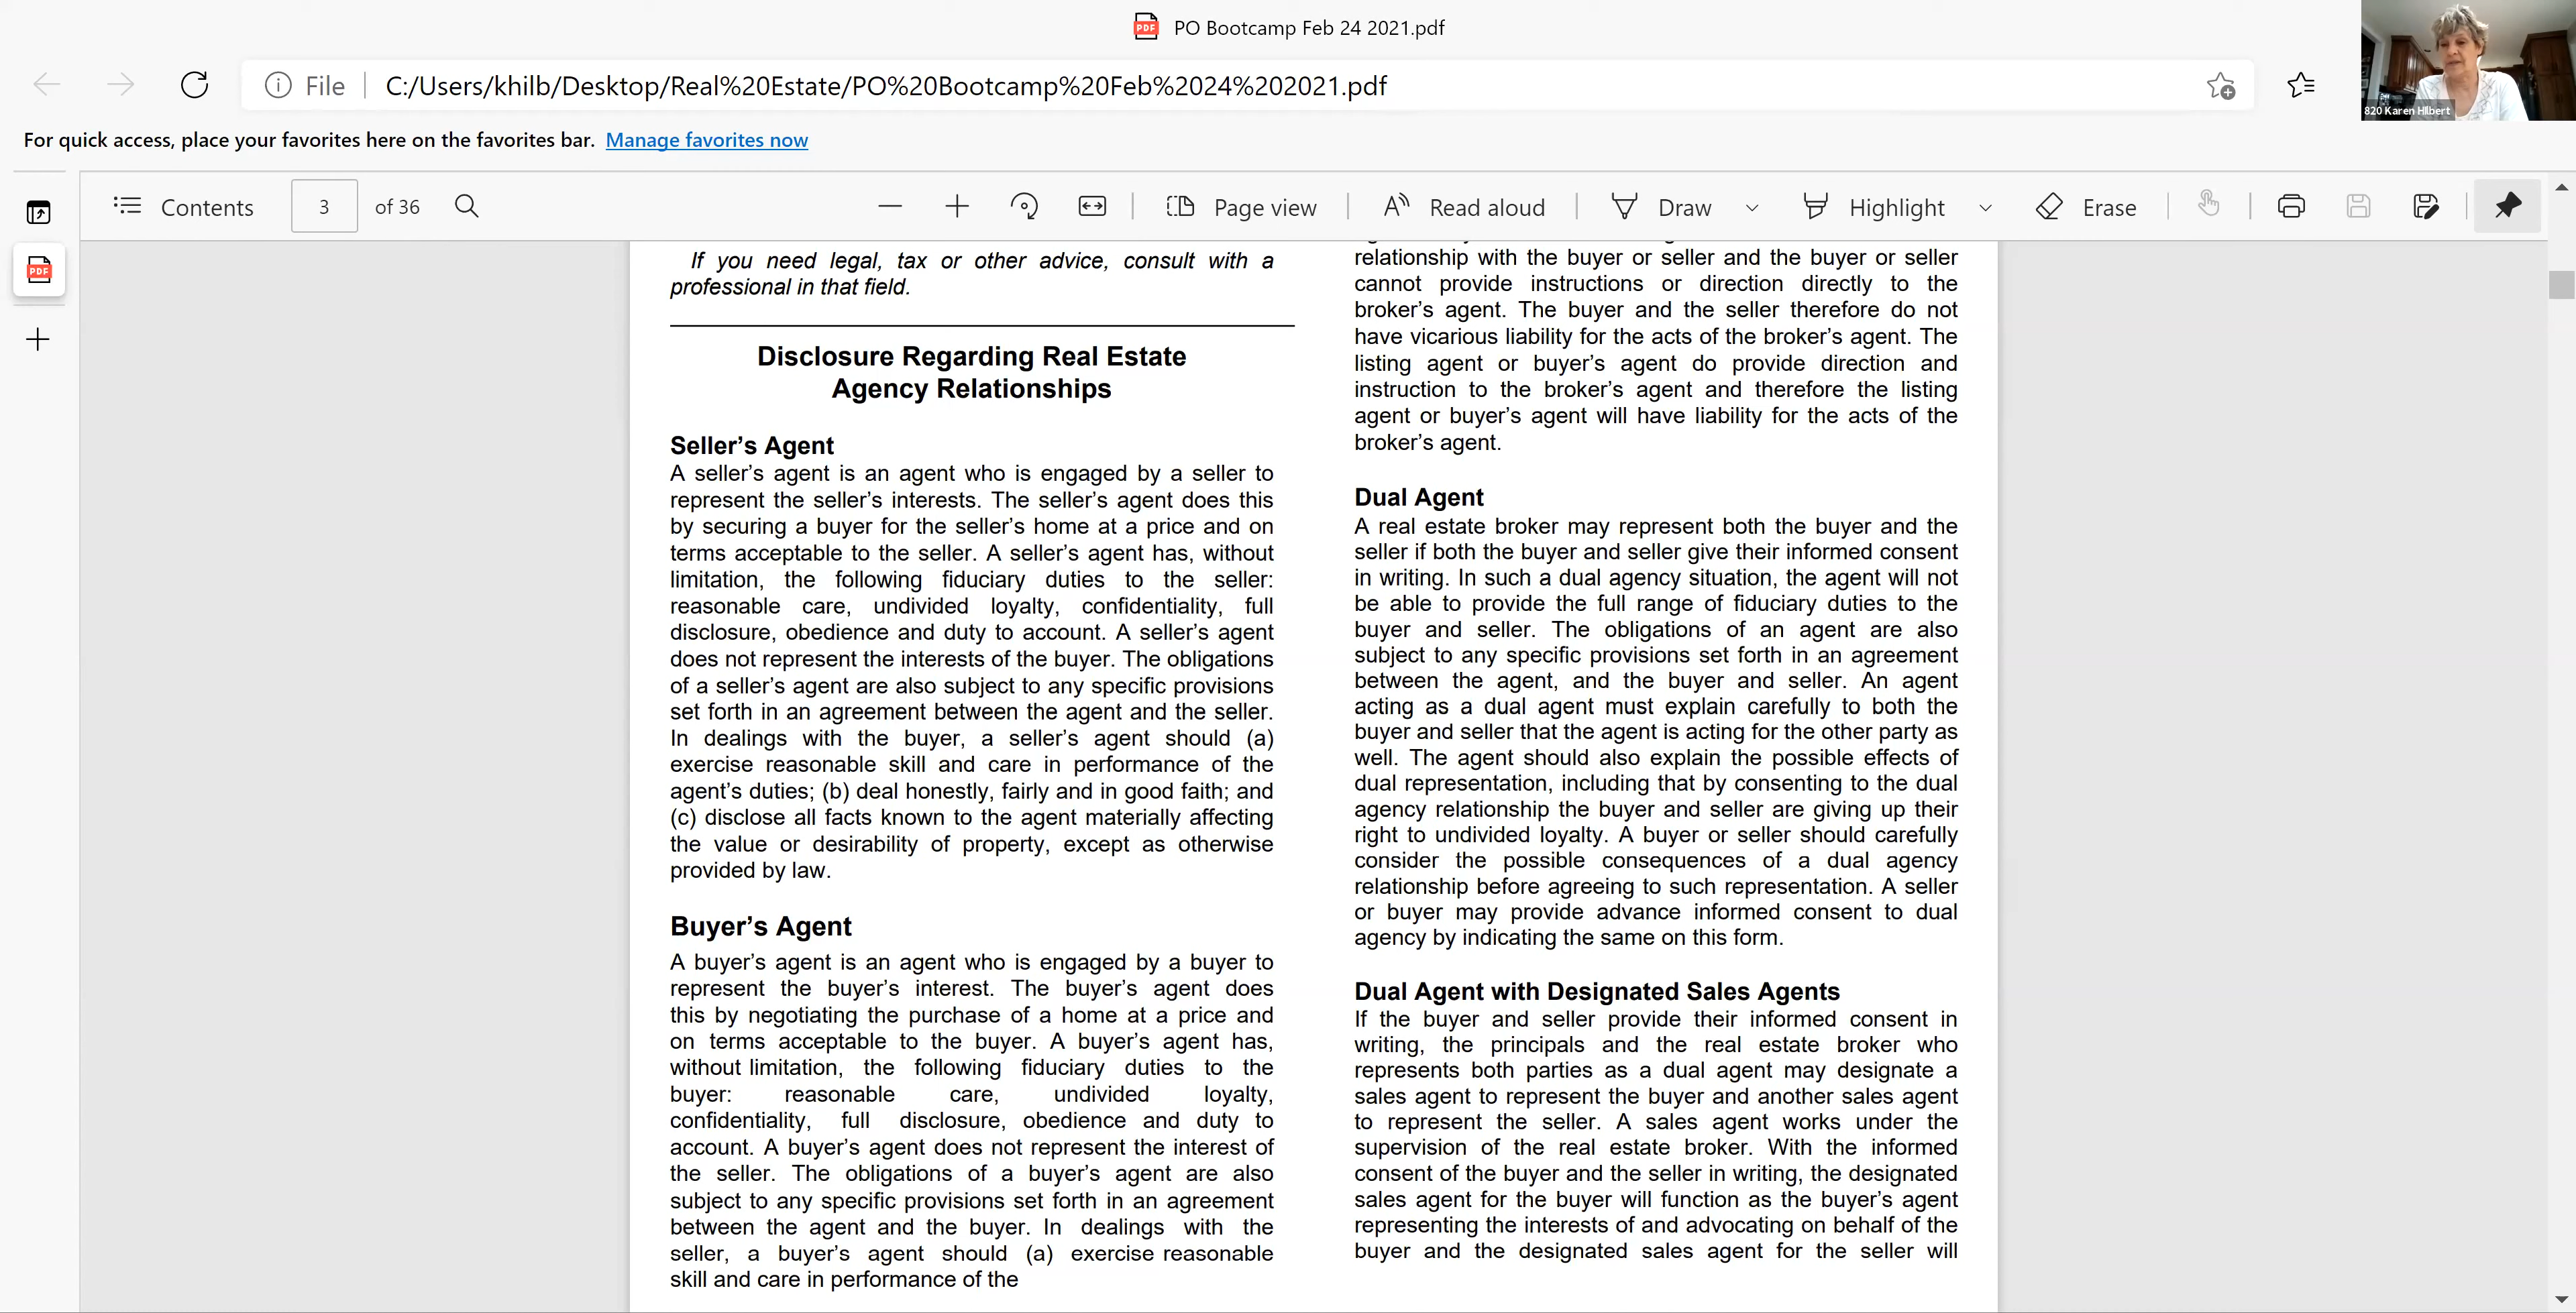 PO Bootcamp Feb 24 2021.pdf
File
C:/Users/khilb/Desktop/Real%20Estate/PO%20Bootcamp%20Feb%2024%202021.pdf
820 Karen Hilbert
For quick access, place your favorites here on the favorites bar. Manage favorites now
Contents 3 of 36 Page view Read aloud Draw Highlight Erase
PDF
If you need legal, tax or other advice, consult with a
professional in that field.
Disclosure Regarding Real Estate
Agency Relationships
Seller’s Agent
A seller’s agent is an agent who is engaged by a seller to
represent the seller’s interests. The seller’s agent does this
by securing a buyer for the seller’s home at a price and on
terms acceptable to the seller. A seller’s agent has, without
limitation, the following fiduciary duties to the seller:
reasonable care, undivided loyalty, confidentiality, full
disclosure, obedience and duty to account. A seller’s agent
does not represent the interests of the buyer. The obligations
of a seller’s agent are also subject to any specific provisions
set forth in an agreement between the agent and the seller.
In dealings with the buyer, a seller’s agent should (a)
exercise reasonable skill and care in performance of the
agent’s duties; (b) deal honestly, fairly and in good faith; and
(c) disclose all facts known to the agent materially affecting
the value or desirability of property, except as otherwise
provided by law.
Buyer’s Agent
A buyer’s agent is an agent who is engaged by a buyer to
represent the buyer’s interest. The buyer’s agent does
this by negotiating the purchase of a home at a price and
on terms acceptable to the buyer. A buyer’s agent has,
without limitation, the following fiduciary duties to the
buyer: reasonable care, undivided loyalty,
confidentiality, full disclosure, obedience and duty to
account. A buyer’s agent does not represent the interest of
the seller. The obligations of a buyer’s agent are also
subject to any specific provisions set forth in an agreement
between the agent and the buyer. In dealings with the
seller, a buyer’s agent should (a) exercise reasonable
skill and care in performance of the
relationship with the buyer or seller and the buyer or seller
cannot provide instructions or direction directly to the
broker’s agent. The buyer and the seller therefore do not
have vicarious liability for the acts of the broker’s agent. The
listing agent or buyer’s agent do provide direction and
instruction to the broker’s agent and therefore the listing
agent or buyer’s agent will have liability for the acts of the
broker’s agent.
Dual Agent
A real estate broker may represent both the buyer and the
seller if both the buyer and seller give their informed consent
in writing. In such a dual agency situation, the agent will not
be able to provide the full range of fiduciary duties to the
buyer and seller. The obligations of an agent are also
subject to any specific provisions set forth in an agreement
between the agent, and the buyer and seller. An agent
acting as a dual agent must explain carefully to both the
buyer and seller that the agent is acting for the other party as
well. The agent should also explain the possible effects of
dual representation, including that by consenting to the dual
agency relationship the buyer and seller are giving up their
right to undivided loyalty. A buyer or seller should carefully
consider the possible consequences of a dual agency
relationship before agreeing to such representation. A seller
or buyer may provide advance informed consent to dual
agency by indicating the same on this form.
Dual Agent with Designated Sales Agents
If the buyer and seller provide their informed consent in
writing, the principals and the real estate broker who
represents both parties as a dual agent may designate a
sales agent to represent the buyer and another sales agent
to represent the seller. A sales agent works under the
supervision of the real estate broker. With the informed
consent of the buyer and the seller in writing, the designated
sales agent for the buyer will function as the buyer’s agent
representing the interests of and advocating on behalf of the
buyer and the designated sales agent for the seller will